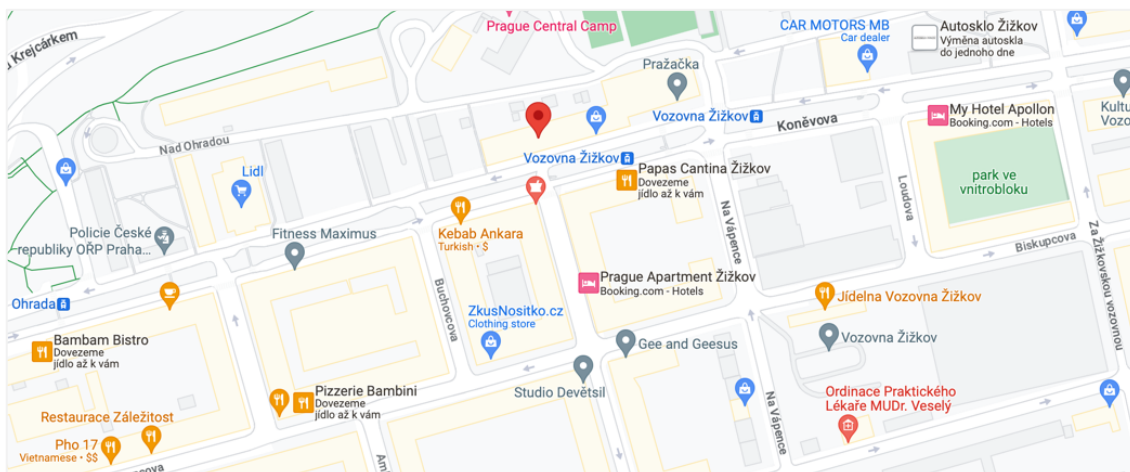 Prague Central Camp
CAR MOTORS MB
Car dealer
Autosklo Žižkov
Výměna autoskla
do jednoho dne
Krejcárkem
Pražačka
My Hotel Apollon
Booking.com - Hotels
Kultu
Vozo
Vozovna Žižkov
Koněvova
Nad Ohradou
Vozovna Žižkov
Papas Cantina Žižkov
Dovezeme
jídlo až k vám
Lidl
park ve
vnitrobloku
Loudova
Na Vápence
Policie České
republiky OŘP Praha...
Fitness Maximus
Kebab Ankara
Turkish • $
Biskupcova
Za Žižkovskou vozovnou
Prague Apartment Žižkov
Booking.com - Hotels
Buchovcova
Ohrada
Jídelna Vozovna Žižkov
ZkusNositko.cz
Clothing store
Bambam Bistro
Dovezeme
jídlo až k vám
Gee and Geesus
Vozovna Žižkov
Studio Devětsil
Pizzerie Bambini
Dovezeme
jídlo až k vám
Ordinace Praktického
Lékaře MUDr. Veselý
Na Vápence
Restaurace Záležitost
Pho 17
Vietnamese • $$
cova
Am